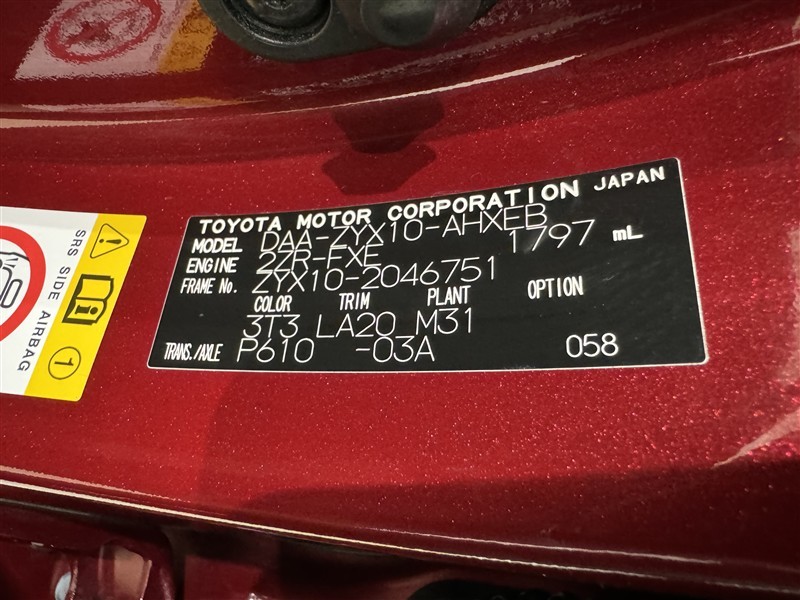 TOYOTA MOTOR CORPORATION JAPAN
MODEL DAA-ZYX10-AHXEB
ENGINE 2ZR-FXE 1797 mL
FRAME No. ZYX10-2046751
COLOR TRIM PLANT OPTION
3T3 LA20 M31
TRANS./AXLE P610 -03A 058
SRS SIDE AIRBAG
1